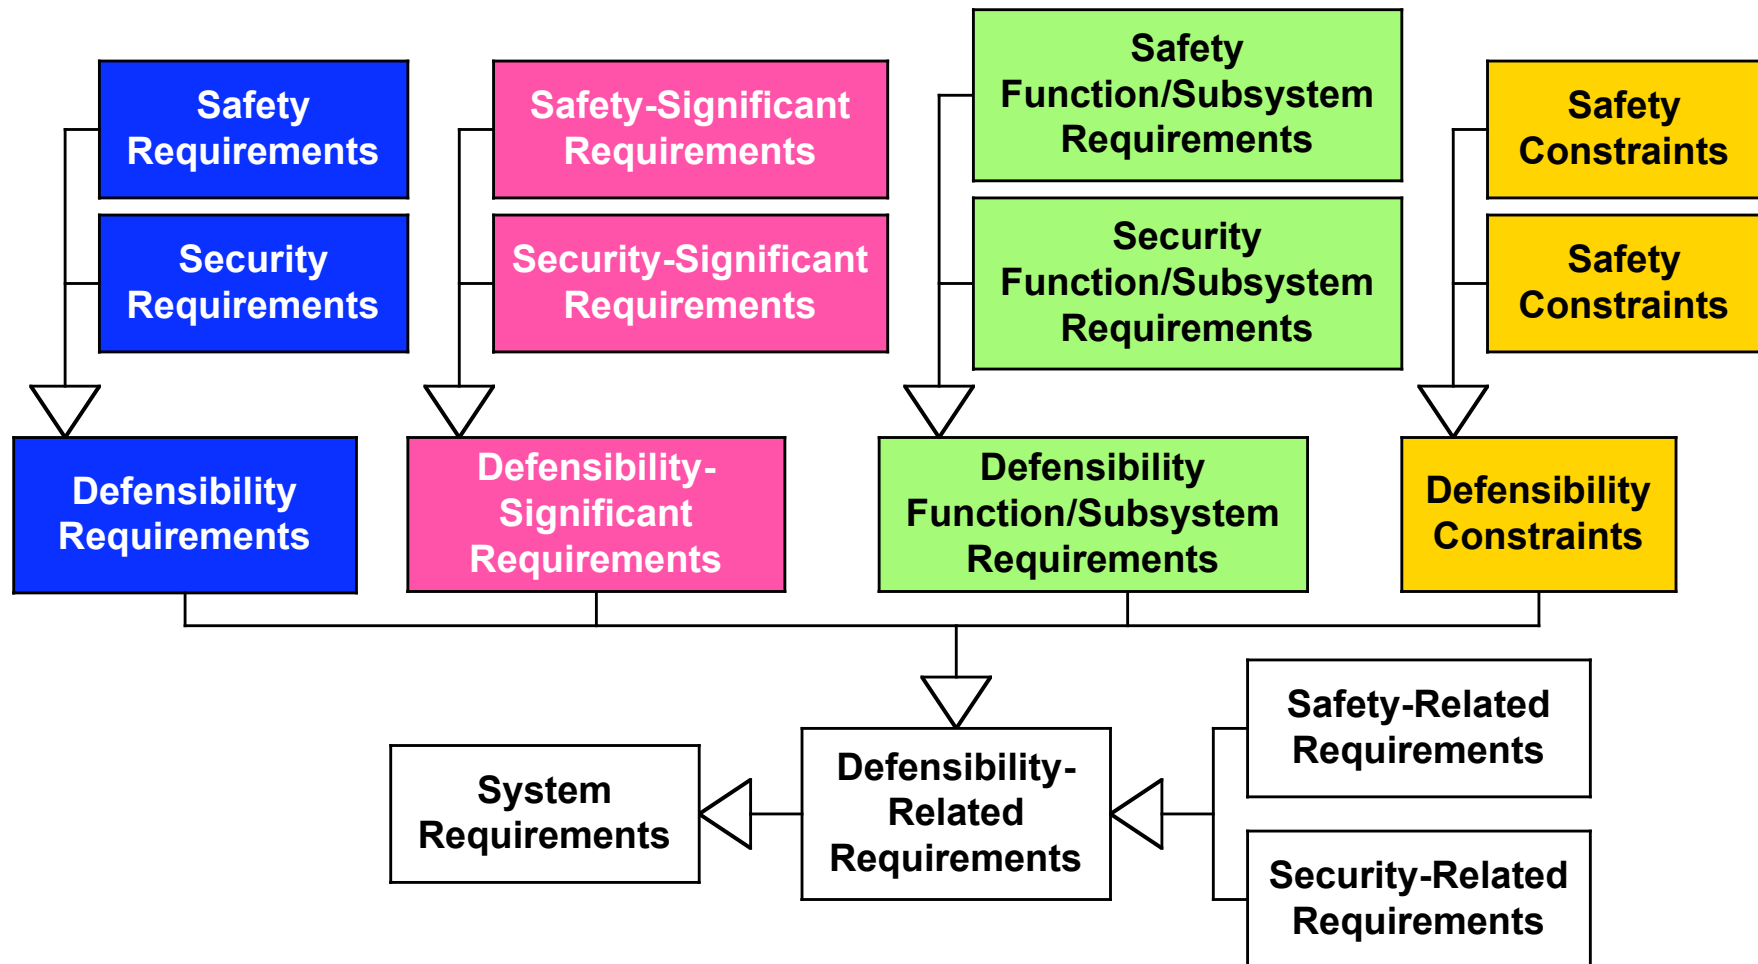 Safety
Requirements
Safety-Significant
Requirements
Safety
Function/Subsystem
Requirements
Safety
Constraints
Security
Requirements
Security-Significant
Requirements
Security
Function/Subsystem
Requirements
Safety
Constraints
Defensibility
Requirements
Defensibility-
Significant
Requirements
Defensibility
Function/Subsystem
Requirements
Defensibility
Constraints
System
Requirements
Defensibility-
Related
Requirements
Safety-Related
Requirements
Security-Related
Requirements